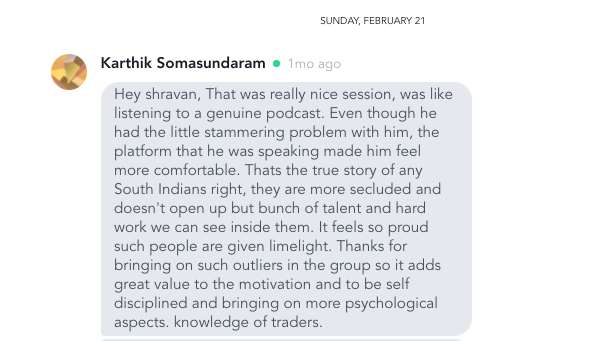 SUNDAY, FEBRUARY 21
Karthik Somasundaram 1mo ago
Hey shravan, That was really nice session, was like
listening to a genuine podcast. Even though he
had the little stammering problem with him, the
platform that he was speaking made him feel
more comfortable. Thats the true story of any
South Indians right, they are more secluded and
doesn't open up but bunch of talent and hard
work we can see inside them. It feels so proud
such people are given limelight. Thanks for
bringing on such outliers in the group so it adds
great value to the motivation and to be self
disciplined and bringing on more psychological
aspects. knowledge of traders.